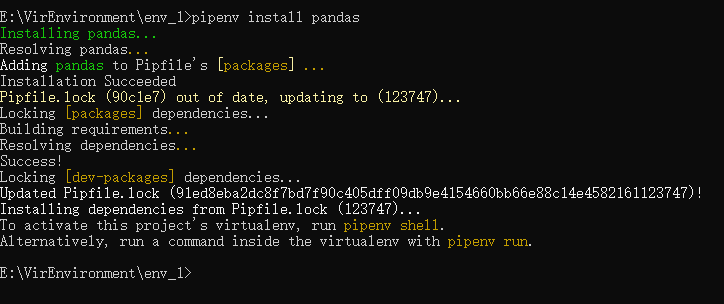 E:\VirEnvironment\env_1>pipenv install pandas
Installing pandas...
Resolving pandas...
Adding pandas to Pipfile's [packages] ...
Installation Succeeded
Pipfile.lock (90c1e7) out of date, updating to (123747)...
Locking [packages] dependencies...
Building requirements...
Resolving dependencies...
Success!
Locking [dev-packages] dependencies...
Updated Pipfile.lock (91ed8eba2dc8f7bd7f90c405dff09db9e4154660bb66e88c14e4582161123747)!
Installing dependencies from Pipfile.lock (123747)...
To activate this project's virtualenv, run pipenv shell.
Alternatively, run a command inside the virtualenv with pipenv run.
E:\VirEnvironment\env_1>